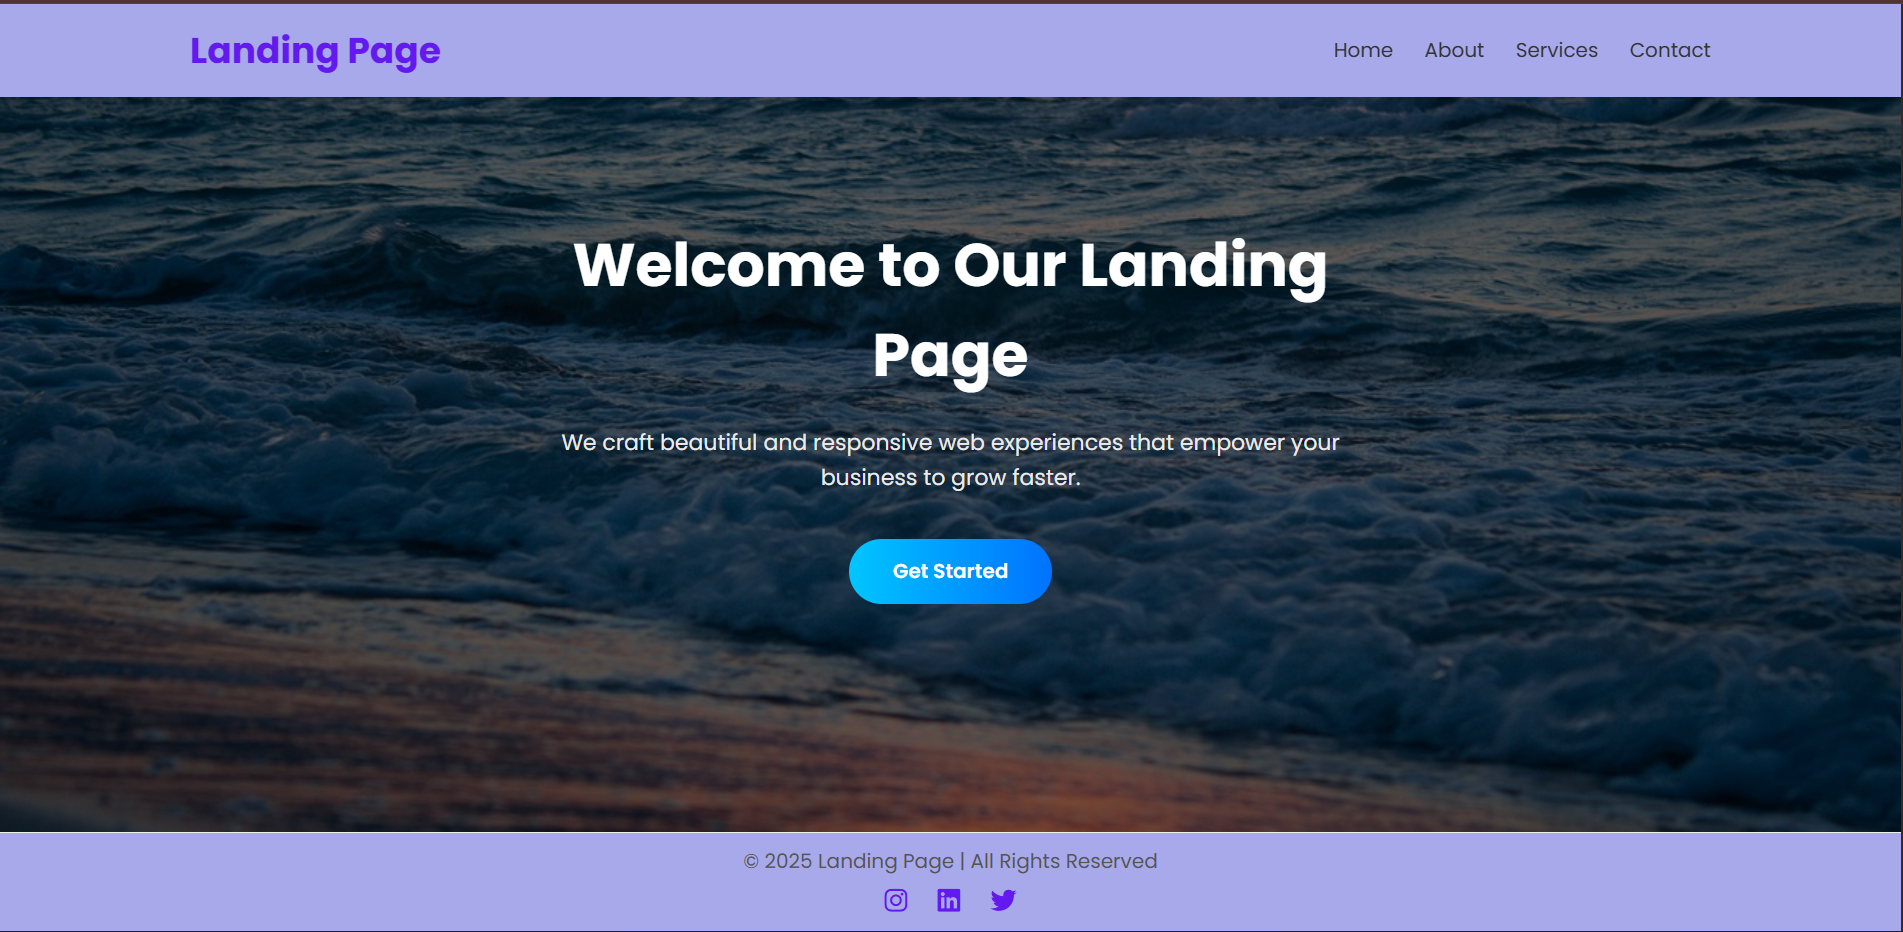 Landing Page
Home About Services Contact
Welcome to Our Landing
Page
We craft beautiful and responsive web experiences that empower your
business to grow faster.
Get Started
© 2025 Landing Page | All Rights Reserved